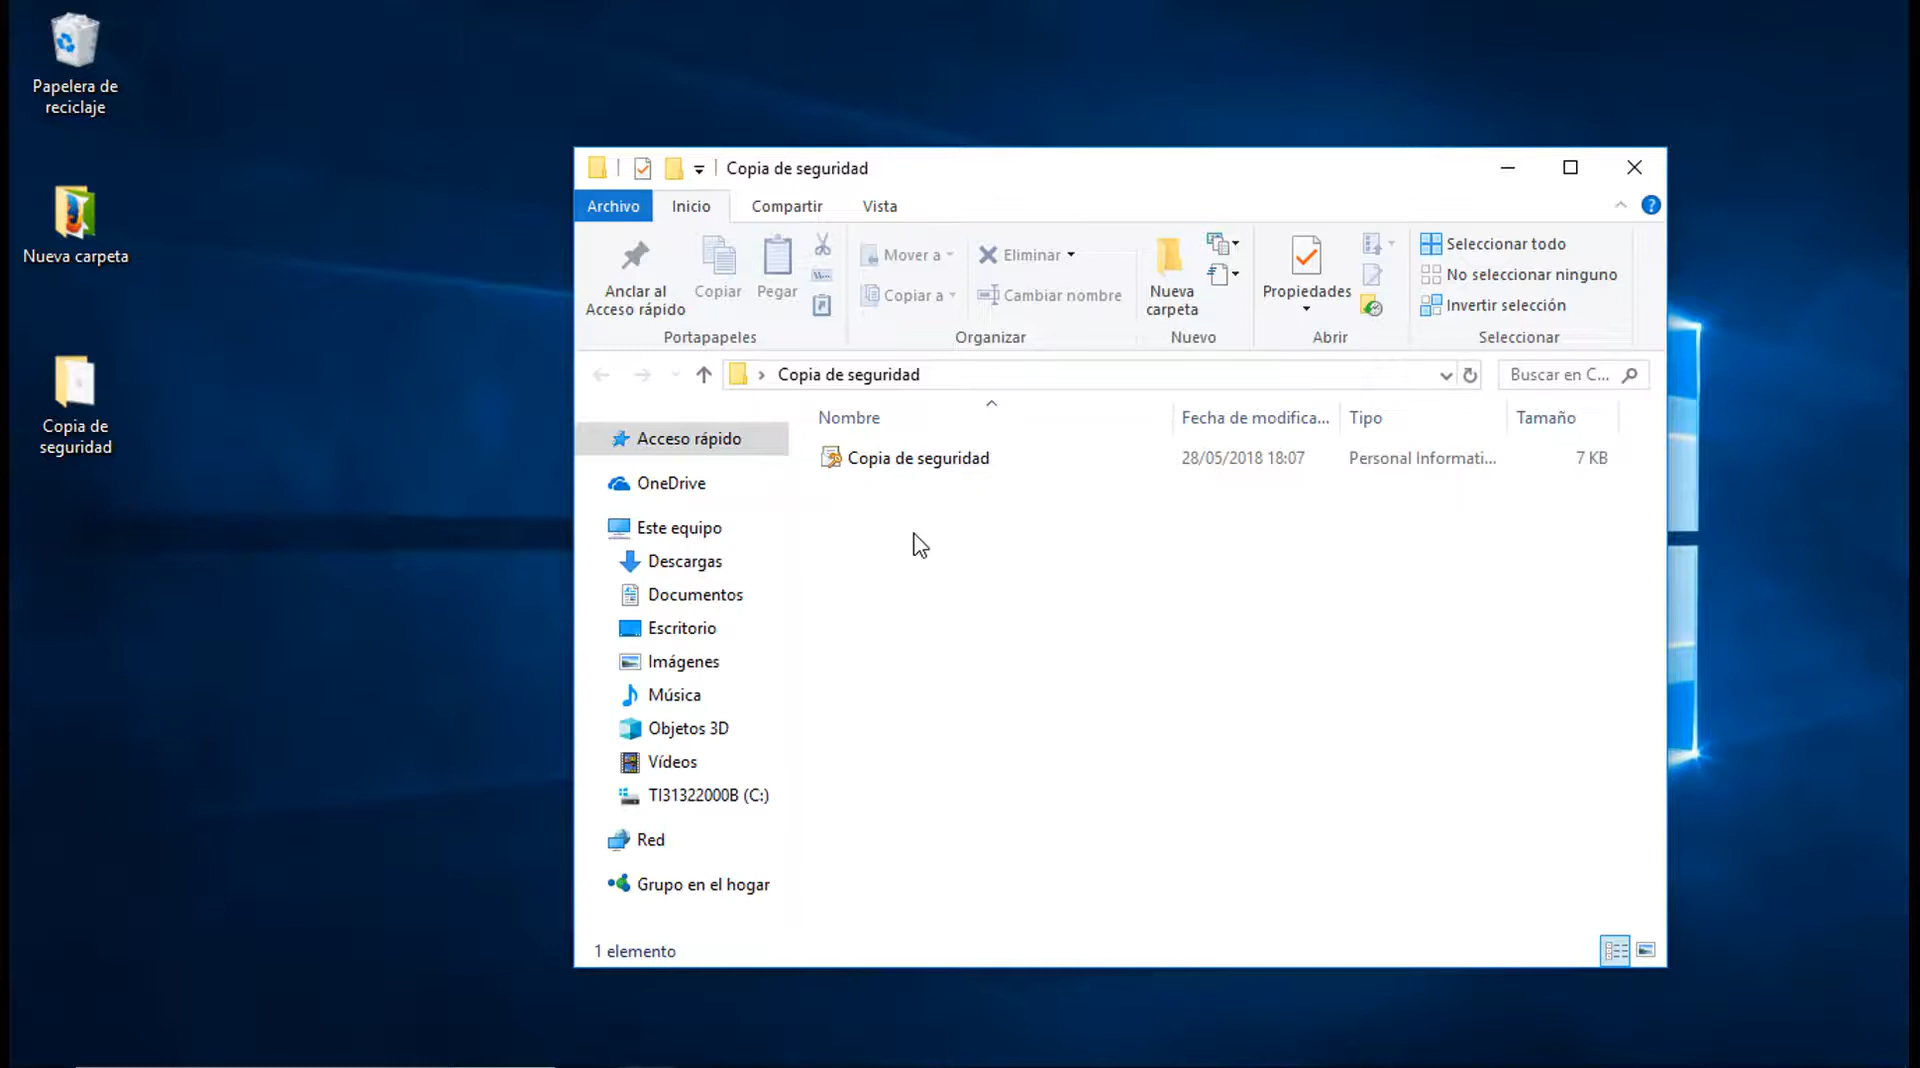 Papelera de
reciclaje
Nueva carpeta
Copia de
seguridad
Copia de seguridad
Archivo Inicio Compartir Vista
Anclar al
Acceso rápido
Copiar
Pegar
Portapapeles
Mover a
Copiar a
Eliminar
Cambiar nombre
Organizar
Nueva
carpeta
Nuevo
Propiedades
Abrir
Seleccionar todo
No seleccionar ninguno
Invertir selección
Seleccionar
Copia de seguridad
Buscar en C...
Nombre Fecha de modifica... Tipo Tamaño
Copia de seguridad 28/05/2018 18:07 Personal Informati... 7 KB
Acceso rápido
OneDrive
Este equipo
Descargas
Documentos
Escritorio
Imágenes
Música
Objetos 3D
Vídeos
TI31322000B (C:)
Red
Grupo en el hogar
1 elemento